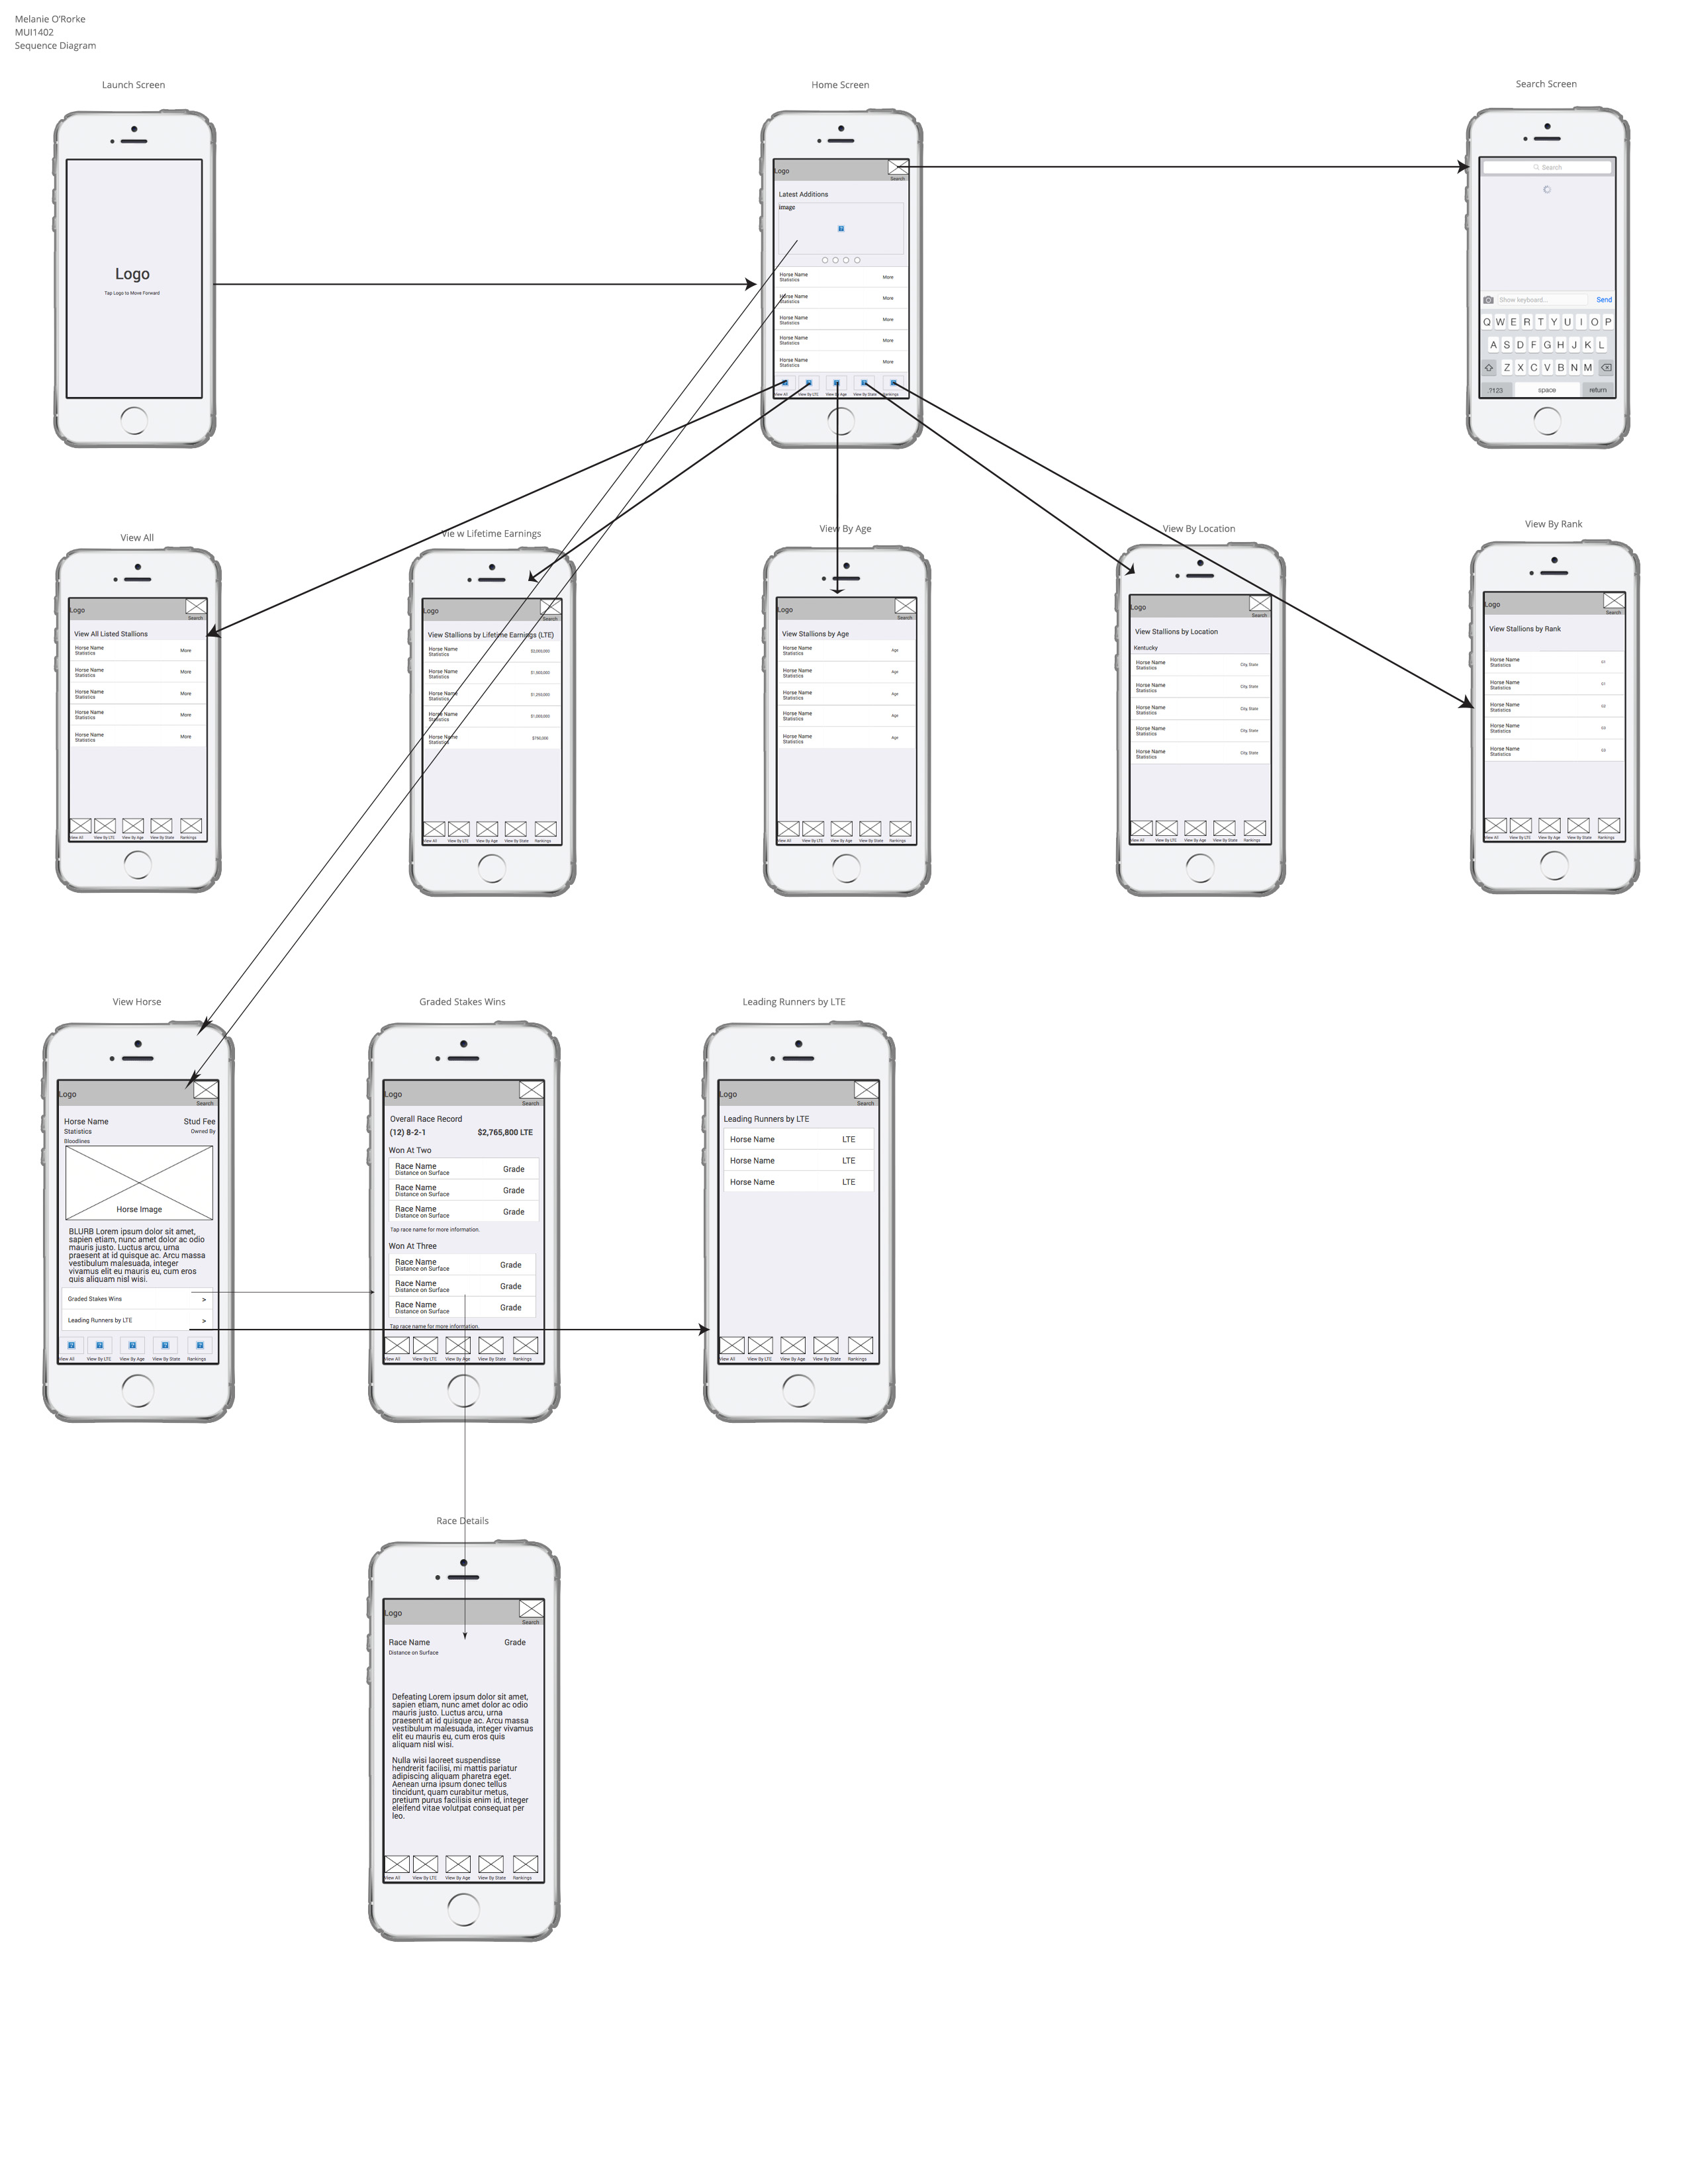 Melanie O'Rorke
MUI1402
Sequence Diagram
Launch Screen
Home Screen
Search Screen
Logo
Tap Logo to Move Forward
Logo
Search
Latest Additions
image
Horse Name
Statistics
More
Horse Name
Statistics
More
Horse Name
Statistics
More
Horse Name
Statistics
More
Horse Name
Statistics
More
View All View By LTE View By Age View By State Rankings
Search
Show keyboard... Send
Q W E R T Y U I O P
A S D F G H J K L
Z X C V B N M
.?123 space return
View All
Vie w Lifetime Earnings
View By Age
View By Location
View By Rank
Logo
Search
View All Listed Stallions
Horse Name
Statistics
More
Horse Name
Statistics
More
Horse Name
Statistics
More
Horse Name
Statistics
More
Horse Name
Statistics
More
View All View By LTE View By Age View By State Rankings
Logo
Search
View Stallions by Lifetime Earnings (LTE)
Horse Name
Statistics
Horse Name
Statistics
Horse Name
Statistics
$1,250,000
Horse Name
Statistics
$1,000,000
Horse Name
Statistics
$750,000
View All View By LTE View By Age View By State Rankings
Logo
Search
View Stallions by Age
Horse Name
Statistics
Age
Horse Name
Statistics
Age
Horse Name
Statistics
Age
Horse Name
Statistics
Age
Horse Name
Statistics
Age
View All View By LTE View By Age View By State Rankings
Logo
Search
View Stallions by Location
Kentucky
Horse Name
Statistics
City, State
Horse Name
Statistics
City, State
Horse Name
Statistics
City, State
Horse Name
Statistics
City, State
Horse Name
Statistics
City, State
View All View By LTE View By Age View By State Rankings
Logo
Search
View Stallions by Rank
Horse Name
Statistics
Horse Name
Statistics
Horse Name
Statistics
Horse Name
Statistics
Horse Name
Statistics
View All View By LTE View By Age View By State Rankings
View Horse
Graded Stakes Wins
Leading Runners by LTE
Logo
Search
Horse Name Stud Fee
Statistics Owned By
Bloodlines
Horse Image
BLURB Lorem ipsum dolor sit amet,
sapien etiam, nunc amet dolor ac odio
mauris justo. Luctus arcu, urna
praesent at id quisque ac. Arcu massa
vestibulum malesuada, integer
vivamus elit eu mauris eu, cum eros
quis aliquam nisl wisi.
Graded Stakes Wins >
Leading Runners by LTE >
View All View By LTE View By Age View By State Rankings
Logo
Search
Overall Race Record
(12) 8-2-1 $2,765,800 LTE
Won At Two
Race Name
Distance on Surface
Grade
Race Name
Distance on Surface
Grade
Race Name
Distance on Surface
Grade
Tap race name for more information.
Won At Three
Race Name
Distance on Surface
Grade
Race Name
Distance on Surface
Grade
Race Name
Distance on Surface
Grade
Tap race name for more information.
View All View By LTE View By Age View By State Rankings
Logo
Search
Leading Runners by LTE
Horse Name LTE
Horse Name LTE
Horse Name LTE
View All View By LTE View By Age View By State Rankings
Race Details
Logo
Search
Race Name Grade
Distance on Surface
Defeating Lorem ipsum dolor sit amet,
sapien etiam, nunc amet dolor ac odio
mauris justo. Luctus arcu, urna
praesent at id quisque ac. Arcu massa
vestibulum malesuada, integer vivamus
elit eu mauris eu, cum eros quis
aliquam nisl wisi.
Nulla wisi laoreet suspendisse
hendrerit facilisi, mi mattis pariatur
adipiscing aliquam pharetra eget.
Aenean urna ipsum donec tellus
tincidunt, quam curabitur metus,
pretium purus facilisis enim id, integer
eleifend vitae volutpat consequat per
leo.
View All View By LTE View By Age View By State Rankings